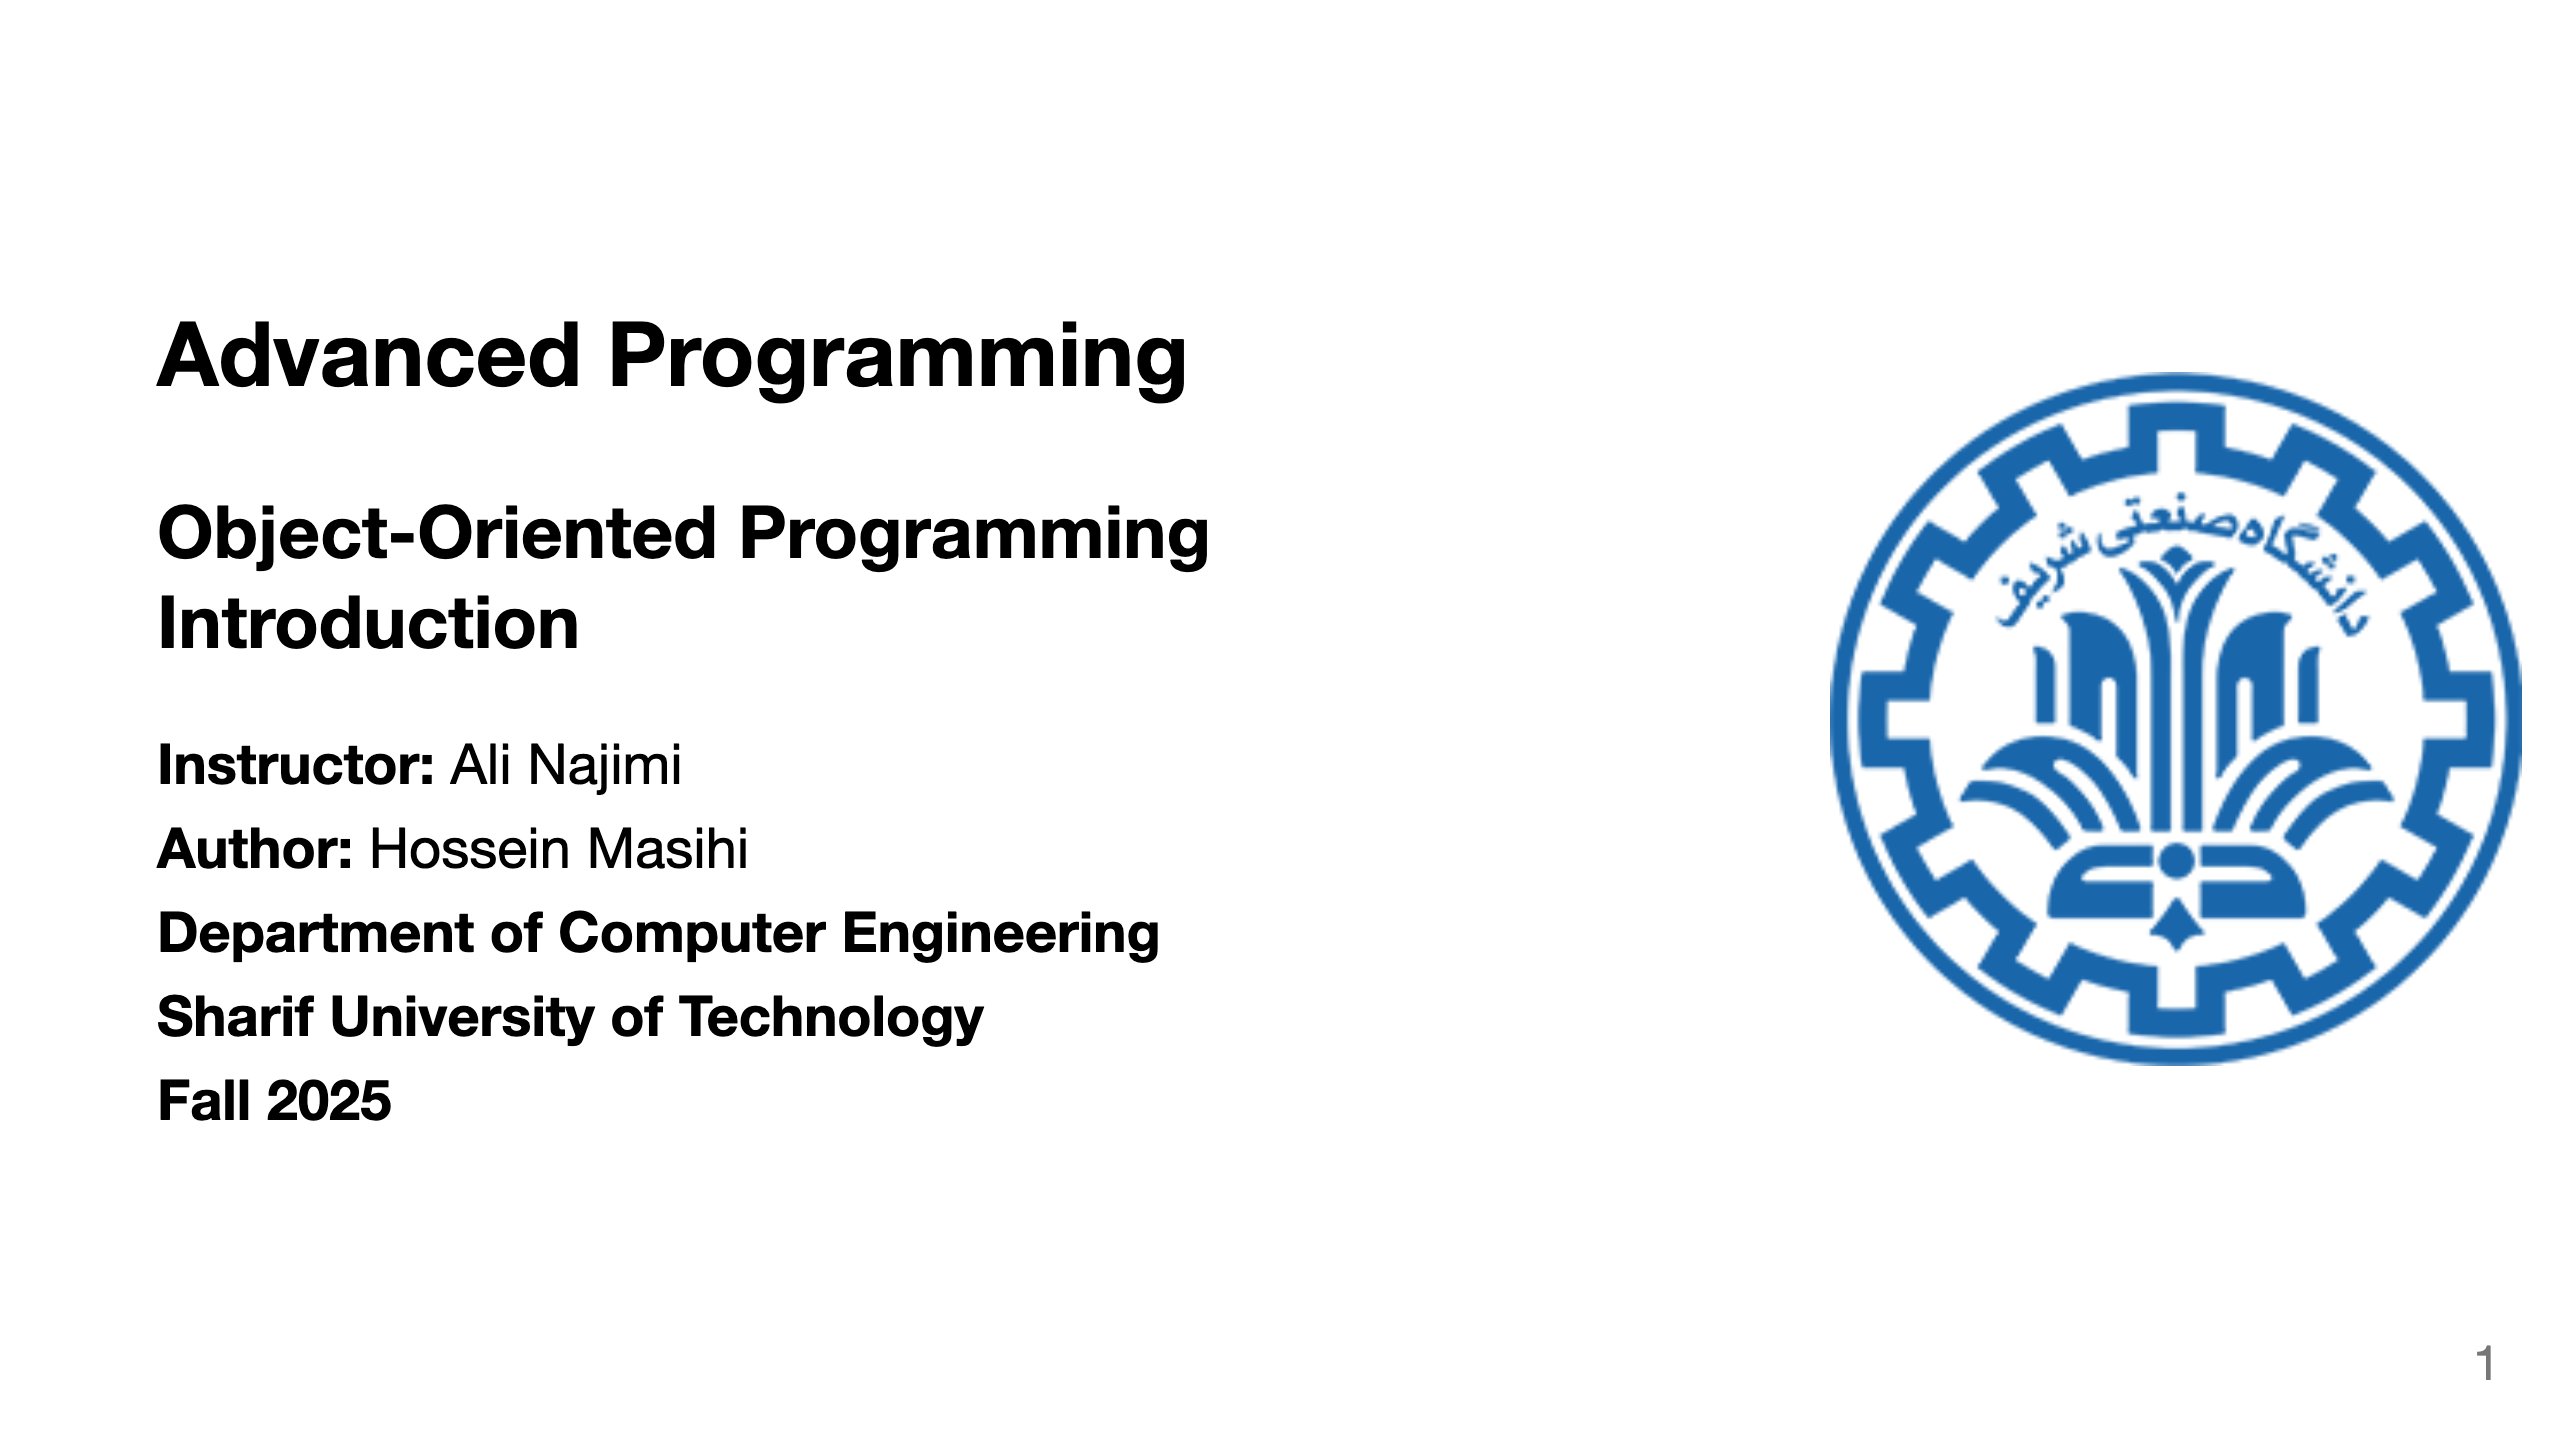 Advanced Programming
Object-Oriented Programming
Introduction
Instructor: Ali Najimi
Author: Hossein Masihi
Department of Computer Engineering
Sharif University of Technology
Fall 2025
دانشگاه صنعتی شریف
1